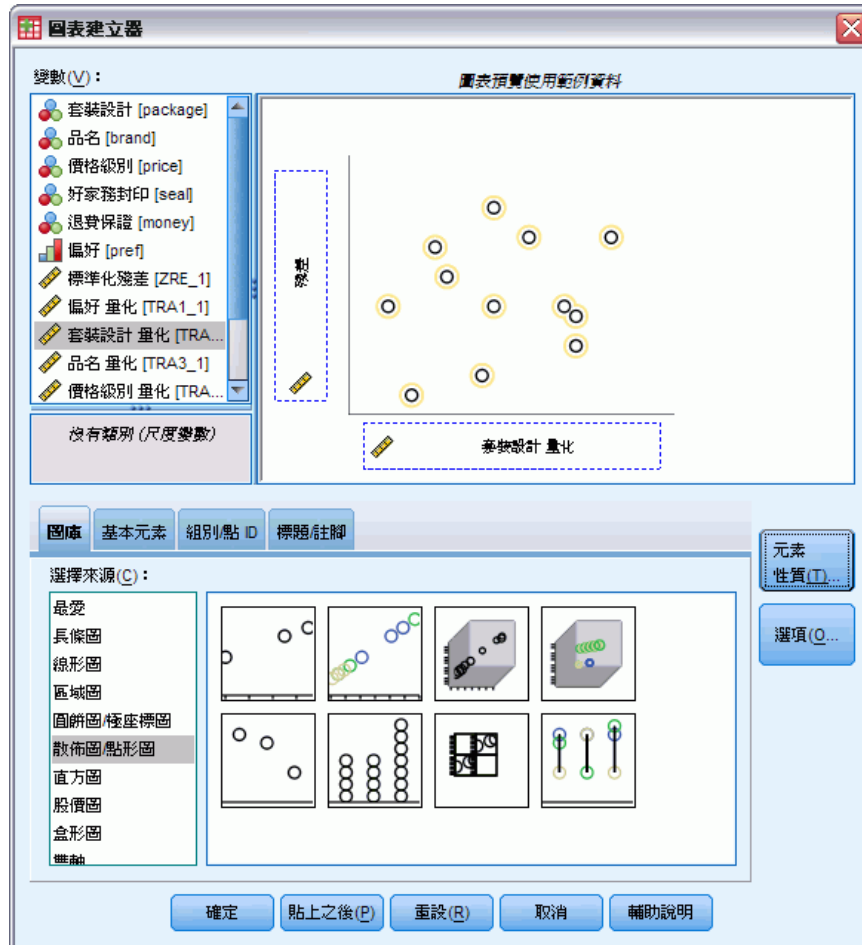 圖表建立器
變數(V)：
圖表預覽使用範例資料
套裝設計 [package]
品名 [brand]
價格級別 [price]
好家務封印 [seal]
退費保證 [money]
偏好 [pref]
標準化殘差 [ZRE_1]
偏好 量化 [TRA1_1]
套裝設計 量化 [TRA...
品名 量化 [TRA3_1]
價格級別 量化 [TRA...
沒有類別 (尺度變數)
殘差
套裝設計 量化
圖庫
基本元素
組別/點 ID
標題/註腳
元素
性質(T)...
選項(O...
選擇來源(C)：
最愛
長條圖
線形圖
區域圖
圓餅圖/極座標圖
散佈圖/點形圖
直方圖
股價圖
盒形圖
雙軸
確定
貼上之後(P)
重設(R)
取消
輔助說明